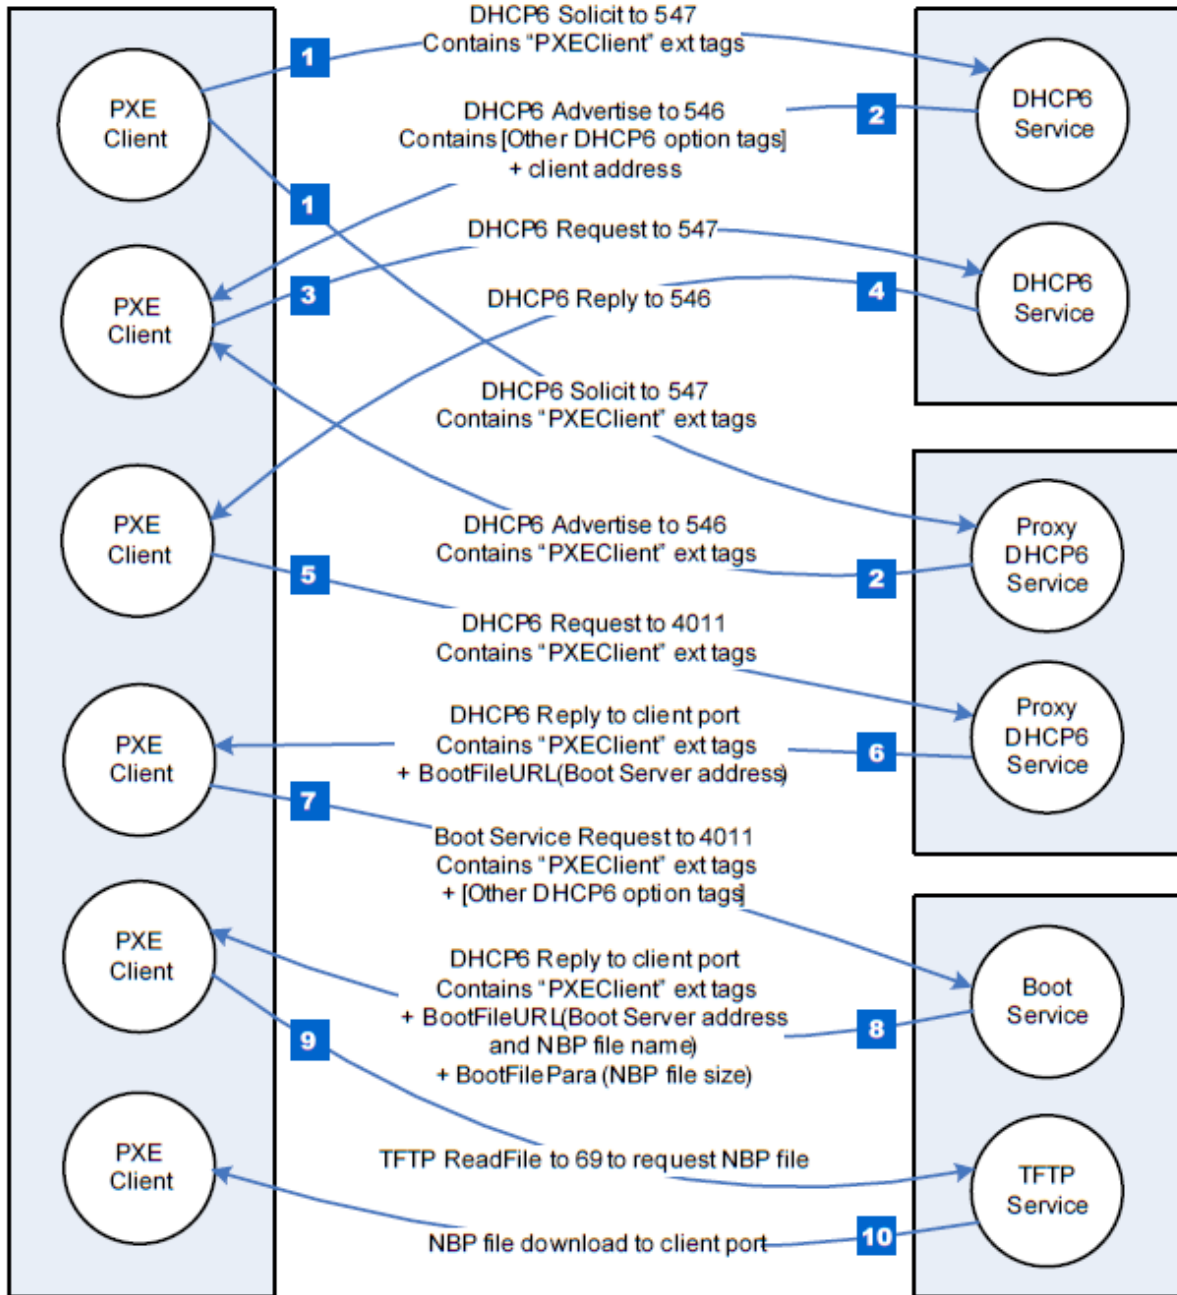 DHCP6 Solicit to 547
Contains “PXEClient” ext tags
1
PXE
Client
DHCP6
Service
DHCP6 Advertise to 546
Contains [Other DHCP6 option tags]
+ client address
2
1
DHCP6 Request to 547
PXE
Client
3
DHCP6 Reply to 546
4
DHCP6
Service
DHCP6 Solicit to 547
Contains “PXEClient” ext tags
PXE
Client
DHCP6 Advertise to 546
Contains “PXEClient” ext tags
2
Proxy
DHCP6
Service
5
DHCP6 Request to 4011
Contains “PXEClient” ext tags
PXE
Client
DHCP6 Reply to client port
Contains “PXEClient” ext tags
+ BootFileURL(Boot Server address)
6
Proxy
DHCP6
Service
7
Boot Service Request to 4011
Contains “PXEClient” ext tags
+ [Other DHCP6 option tags]
PXE
Client
DHCP6 Reply to client port
Contains “PXEClient” ext tags
+ BootFileURL(Boot Server address
and NBP file name)
+ BootFilePara (NBP file size)
8
Boot
Service
9
PXE
Client
TFTP ReadFile to 69 to request NBP file
TFTP
Service
NBP file download to client port
10